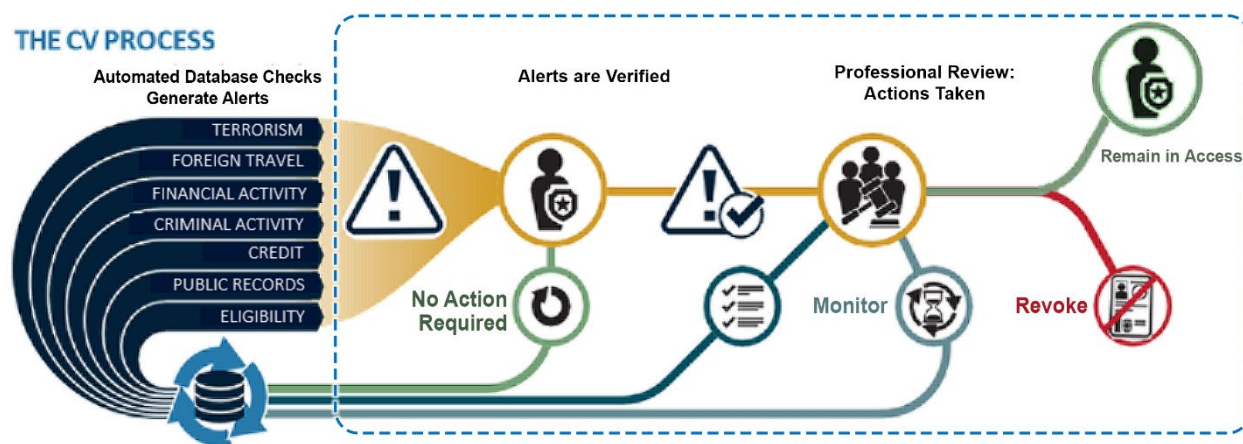 THE CV PROCESS
Automated Database Checks
Generate Alerts
TERRORISM
FOREIGN TRAVEL
FINANCIAL ACTIVITY
CRIMINAL ACTIVITY
CREDIT
PUBLIC RECORDS
ELIGIBILITY
Alerts are Verified
No Action
Required
Professional Review:
Actions Taken
Monitor
Remain in Access
Revoke